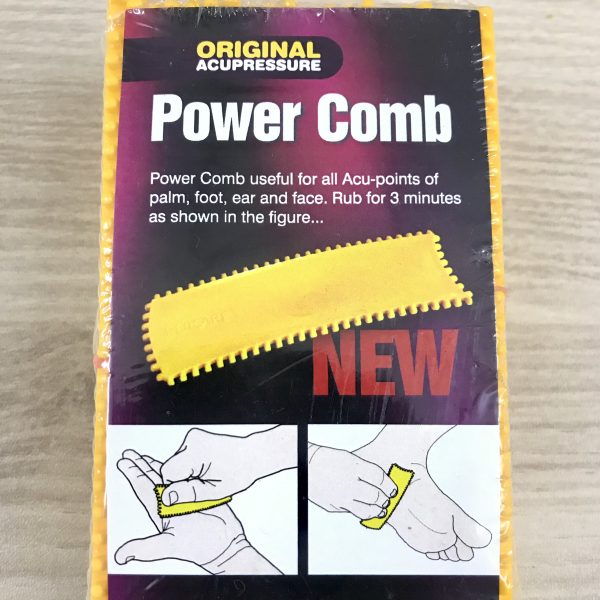 ORIGINAL
ACUPRESSURE
Power Comb
Power Comb useful for all Acu-points of
palm, foot, ear and face. Rub for 3 minutes
as shown in the figure...
NEW